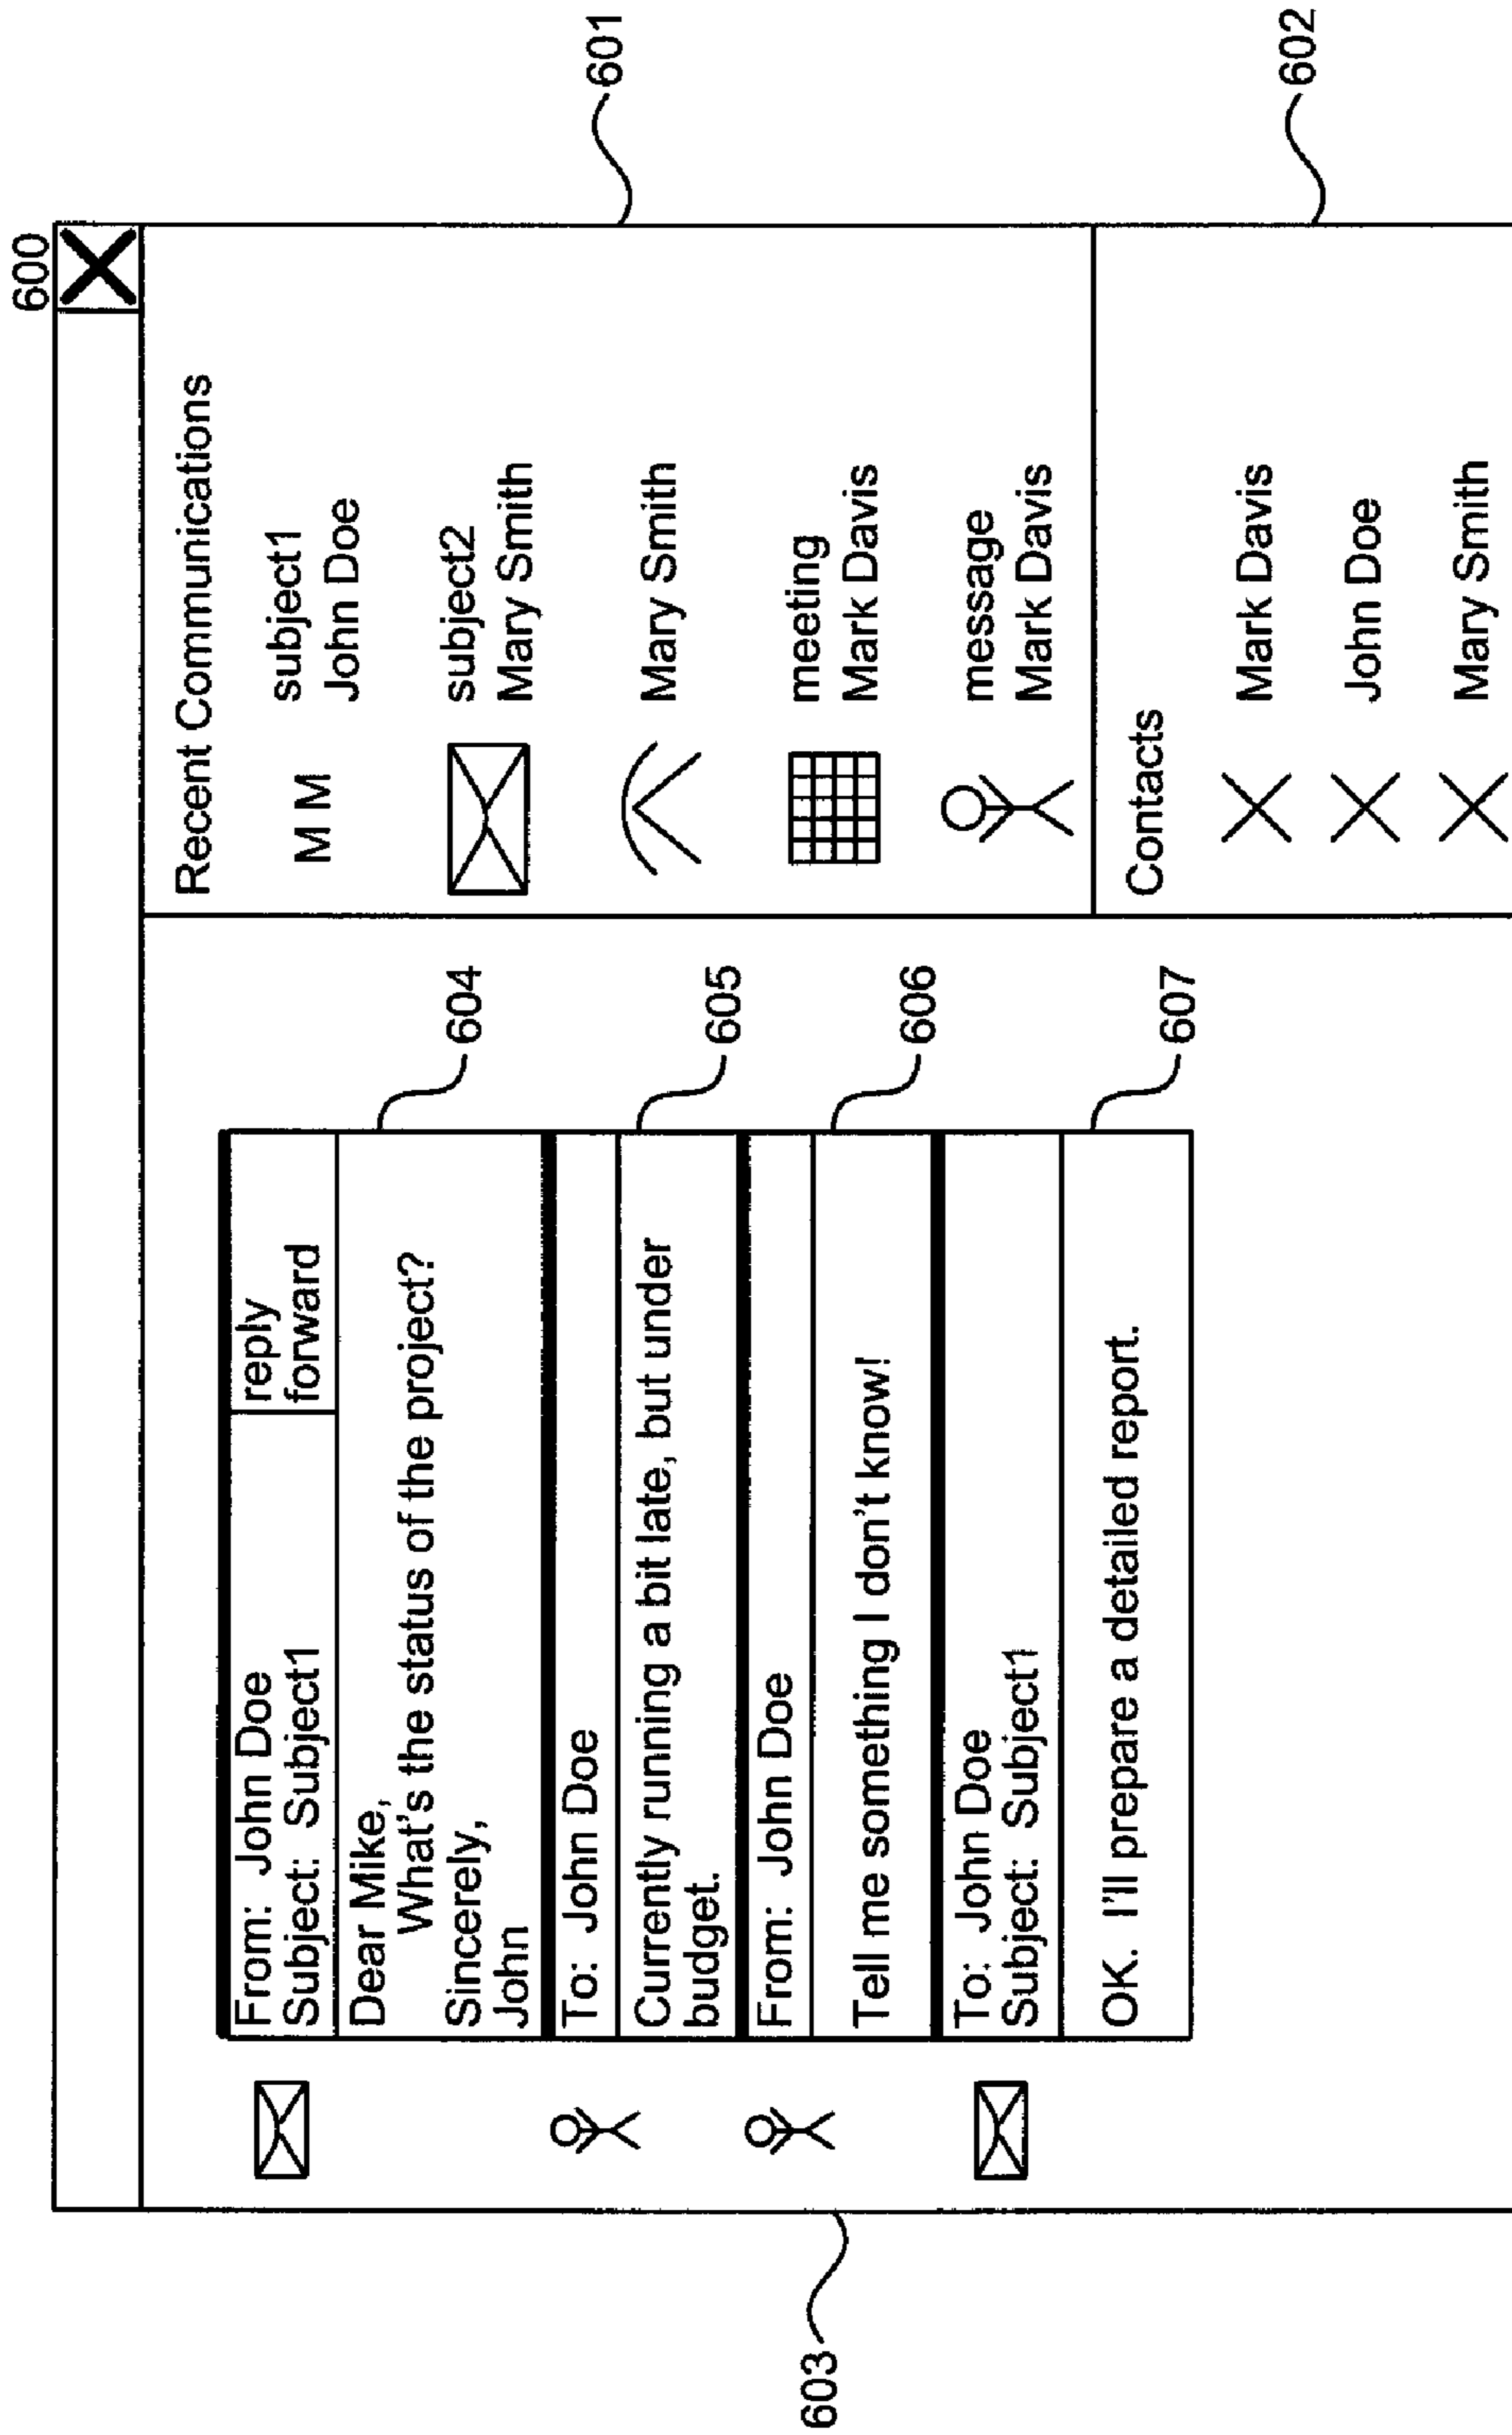 600
From: John Doe
Subject: Subject1
reply
forward
Dear Mike,
What's the status of the project?
Sincerely,
John
604
To: John Doe
Currently running a bit late, but under
budget.
605
From: John Doe
Tell me something I don't know!
606
To: John Doe
Subject: Subject1
OK. I'll prepare a detailed report.
607
603
Recent Communications
M M
subject1
John Doe
subject2
Mary Smith
Mary Smith
meeting
Mark Davis
message
Mark Davis
601
Contacts
Mark Davis
John Doe
Mary Smith
602